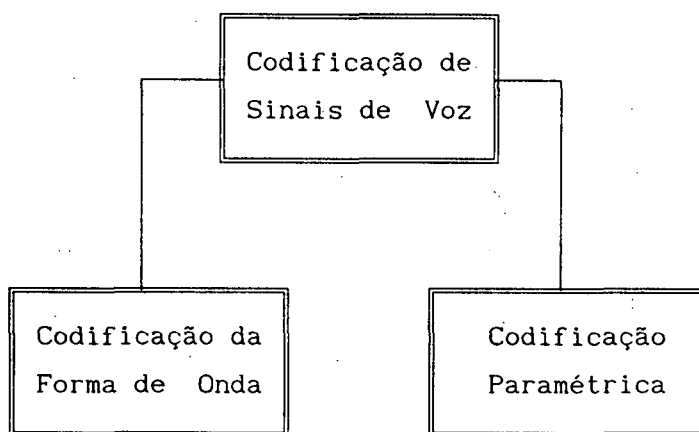 Codificação de
Sinais de Voz
Codificação da
Forma de Onda
Codificação
Paramétrica